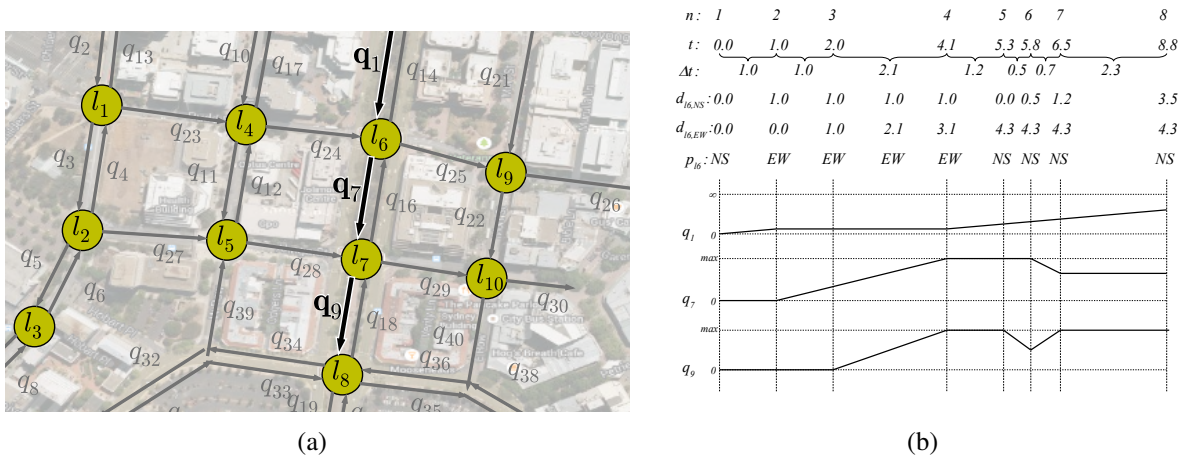 q2
q13
q10
q17
q1
q14
q21
l1
l4
l6
l9
q23
q24
q25
q3
q4
q11
q12
q7
q16
q22
q26
l2
l5
l7
l10
q27
q28
q29
q30
q5
q6
q39
q9
q18
q40
l3
q34
q36
q32
q8
q33
l8
q38
q19
q35
(a)
n: 1 2 3 4 5 6 7 8
t: 0.0 1.0 2.0 4.1 5.3 5.8 6.5 8.8
Δt: 1.0 1.0 2.1 1.2 0.5 0.7 2.3
d l6,NS : 0.0 1.0 1.0 1.0 1.0 0.0 0.5 1.2 3.5
d l6,EW : 0.0 0.0 1.0 2.1 3.1 4.3 4.3 4.3 4.3
p l6 : NS EW EW EW EW NS NS NS NS
∞
q1 0
max
q7 0
max
q9 0
(b)